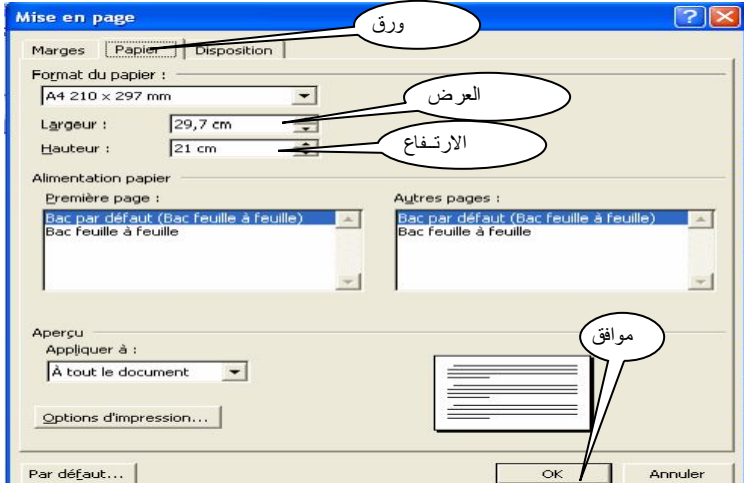 Mise en page
ورق
Marges Papier Disposition
Format du papier :
A4 210 x 297 mm
Largeur : 29,7 cm
العرض
Hauteur : 21 cm
الارتفاع
Alimentation papier
Première page :
Bac par défaut (Bac feuille à feuille)
Bac feuille à feuille
Autres pages :
Bac par défaut (Bac feuille à feuille)
Bac feuille à feuille
Aperçu
Appliquer à :
À tout le document
موافق
Options d'impression...
Par défaut... OK Annuler